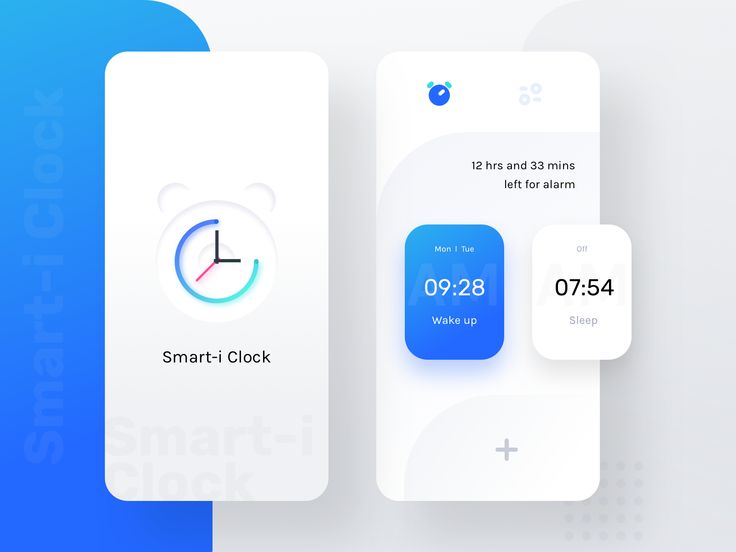 Smart-i Clock
Smart-i Clock
Smart-i
Clock
12 hrs and 33 mins
left for alarm
Mon | Tue
AM
09:28
Wake up
Off
AM
07:54
Sleep